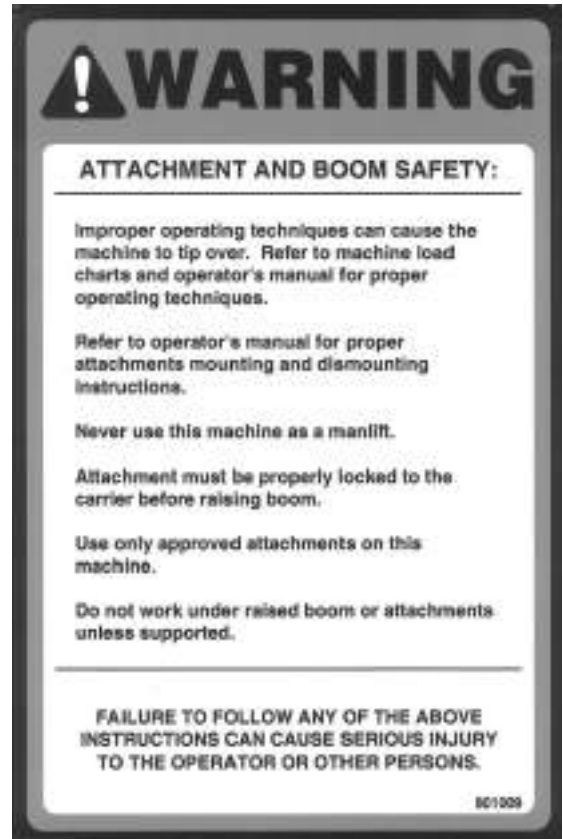 WARNING
ATTACHMENT AND BOOM SAFETY:
Improper operating techniques can cause the
machine to tip over. Refer to machine load
charts and operator's manual for proper
operating techniques.
Refer to operator's manual for proper
attachments mounting and dismounting
instructions.
Never use this machine as a manlift.
Attachment must be properly locked to the
carrier before raising boom.
Use only approved attachments on this
machine.
Do not work under raised boom or attachments
unless supported.
FAILURE TO FOLLOW ANY OF THE ABOVE
INSTRUCTIONS CAN CAUSE SERIOUS INJURY
TO THE OPERATOR OR OTHER PERSONS.